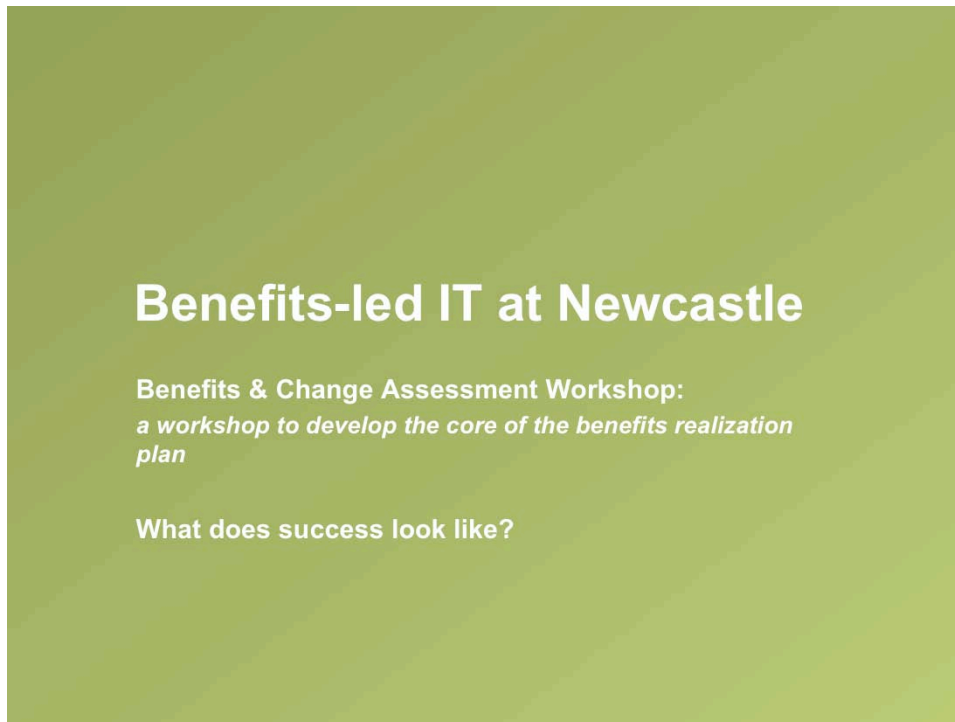 Benefits-led IT at Newcastle
Benefits & Change Assessment Workshop:
a workshop to develop the core of the benefits realization
plan
What does success look like?